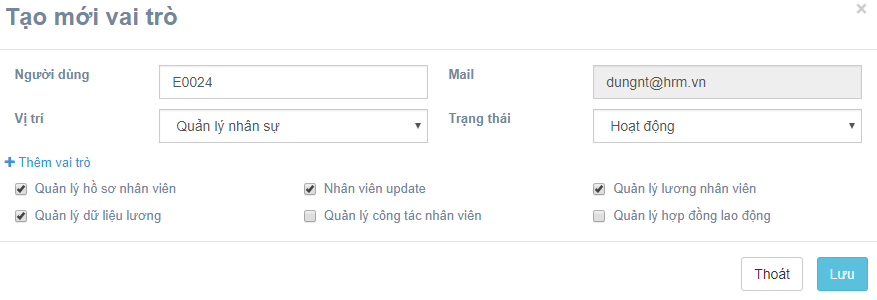 Tạo mới vai trò
×
Người dùng E0024 Mail dungnt@hrm.vn
Vị trí Quản lý nhân sự Trạng thái Hoạt động
+ Thêm vai trò
Quản lý hồ sơ nhân viên Nhân viên update Quản lý lương nhân viên
Quản lý dữ liệu lương Quản lý công tác nhân viên Quản lý hợp đồng lao động
Thoát Lưu